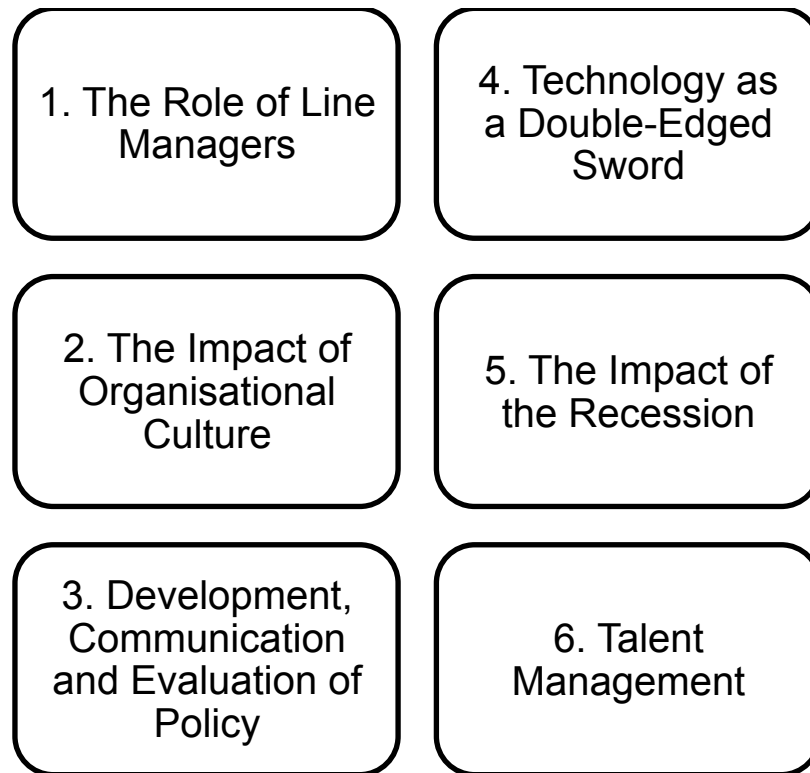 1. The Role of Line
Managers
2. The Impact of
Organisational
Culture
3. Development,
Communication
and Evaluation of
Policy
4. Technology as
a Double-Edged
Sword
5. The Impact of
the Recession
6. Talent
Management